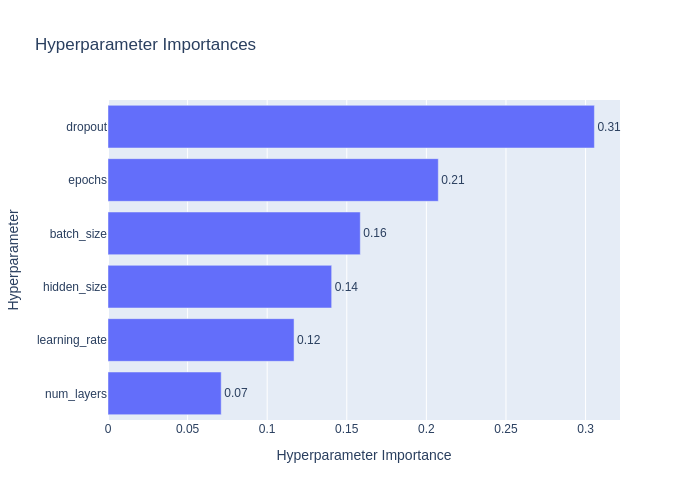 Hyperparameter Importances
dropout
0.31
epochs
0.21
batch_size
0.16
hidden_size
0.14
learning_rate
0.12
num_layers
0.07
Hyperparameter
0
0.05
0.1
0.15
0.2
0.25
0.3
Hyperparameter Importance